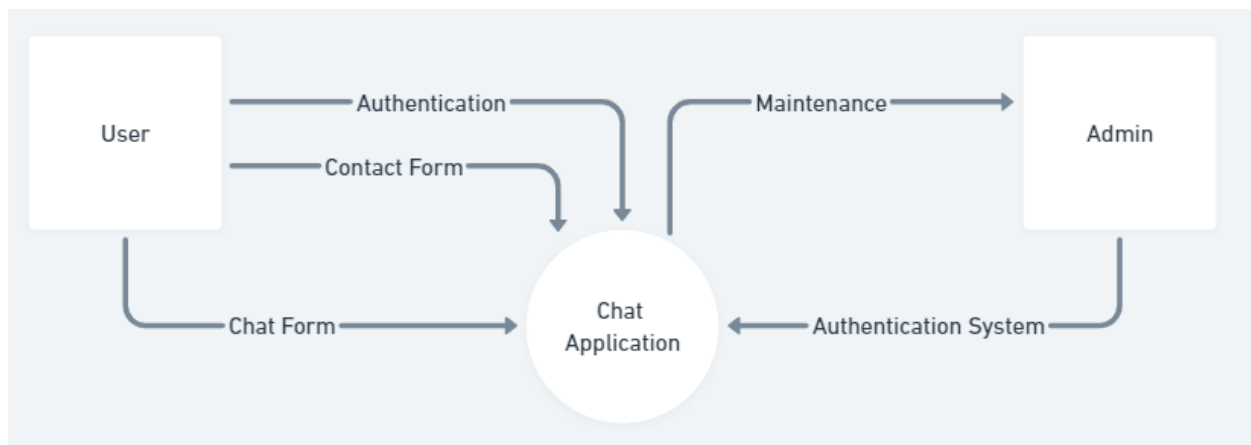 Authentication
Maintenance
User
Admin
Contact Form
Chat
Application
Chat Form
Authentication System